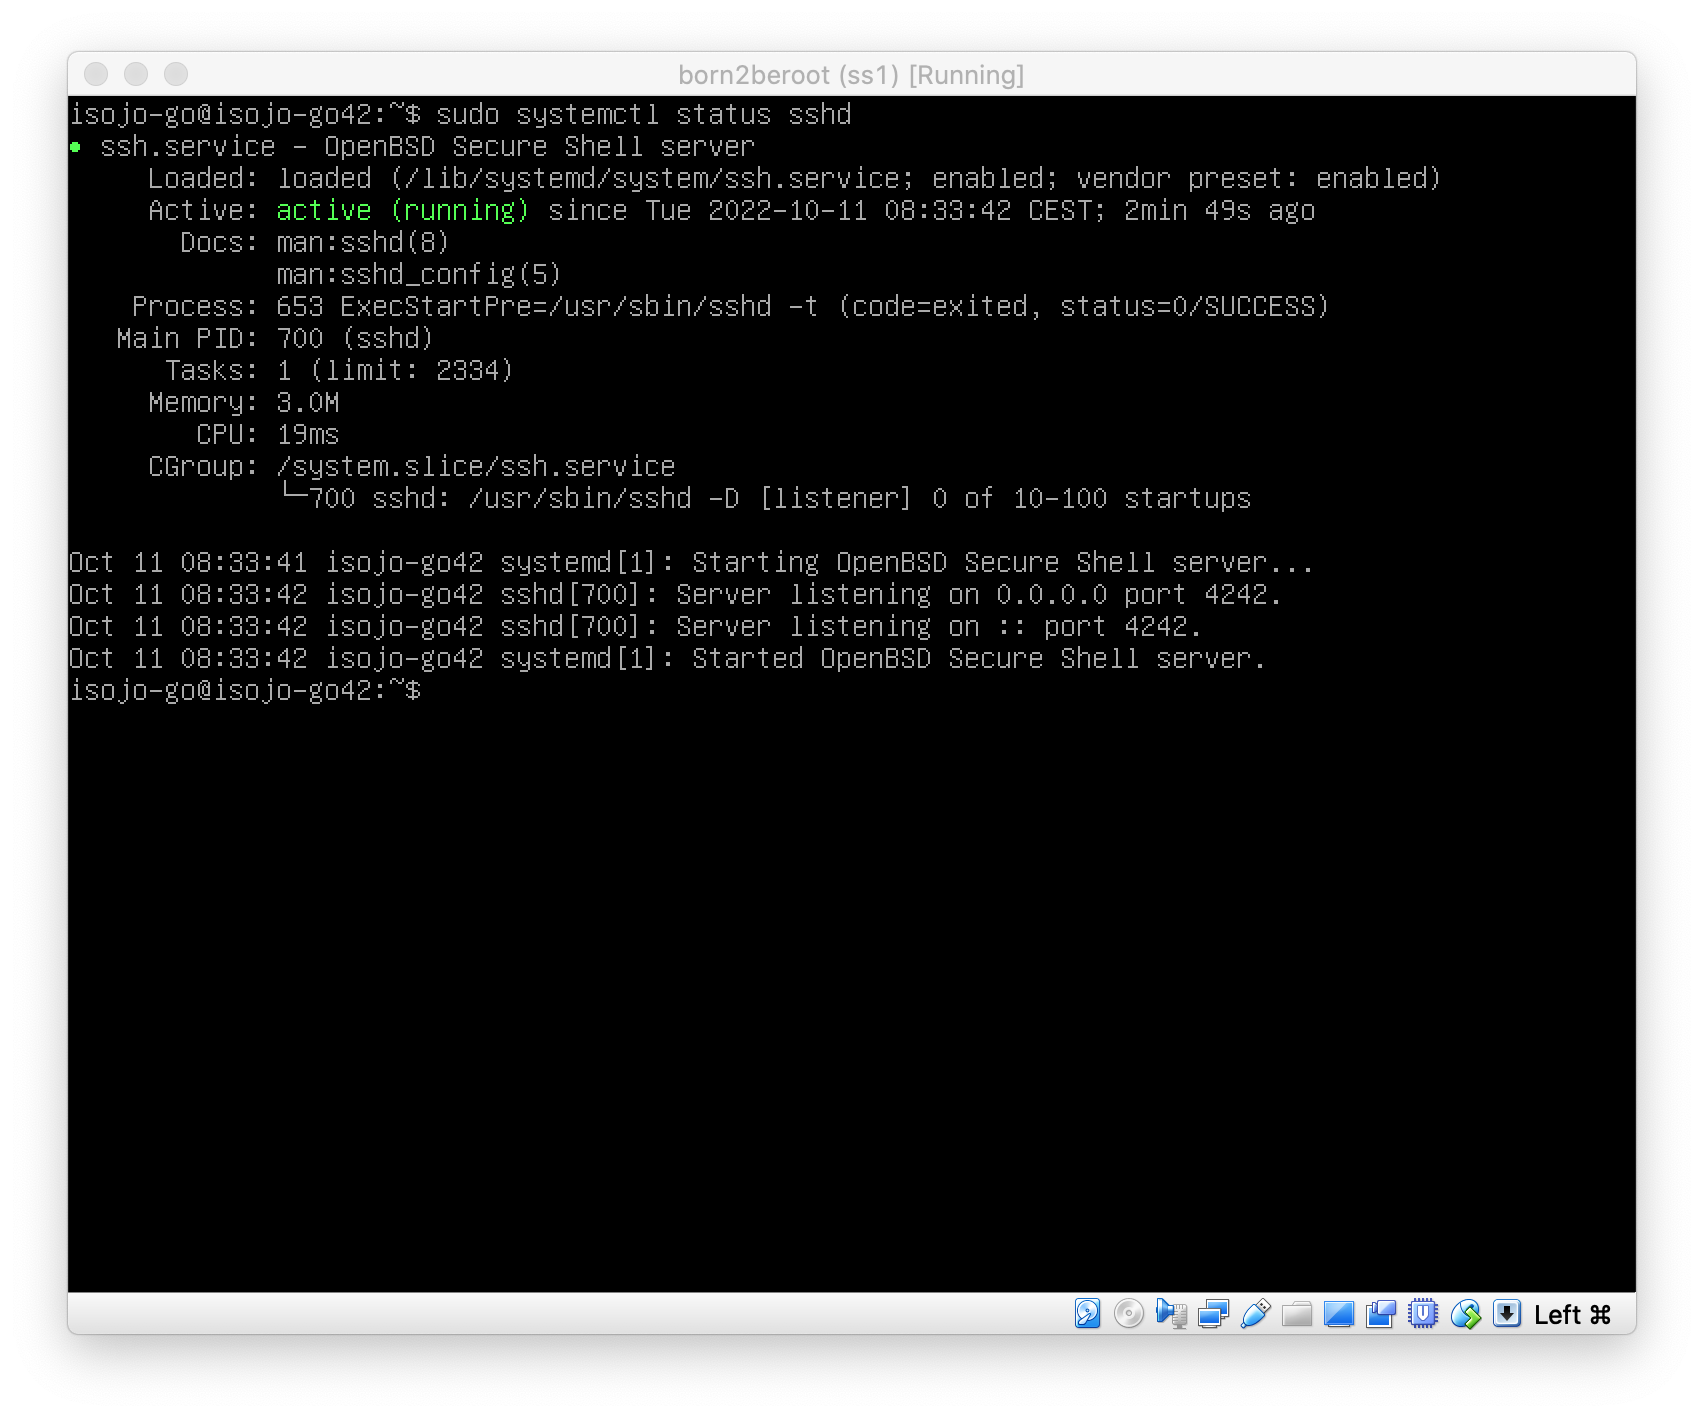 born2beroot (ss1) [Running]
isojo-go@isojo-go42:~$ sudo systemctl status sshd
● ssh.service - OpenBSD Secure Shell server
     Loaded: loaded (/lib/systemd/system/ssh.service; enabled; vendor preset: enabled)
     Active: active (running) since Tue 2022-10-11 08:33:42 CEST; 2min 49s ago
       Docs: man:sshd(8)
             man:sshd_config(5)
    Process: 653 ExecStartPre=/usr/sbin/sshd -t (code=exited, status=0/SUCCESS)
   Main PID: 700 (sshd)
      Tasks: 1 (limit: 2334)
     Memory: 3.0M
        CPU: 19ms
     CGroup: /system.slice/ssh.service
             └─700 sshd: /usr/sbin/sshd -D [listener] 0 of 10-100 startups
Oct 11 08:33:41 isojo-go42 systemd[1]: Starting OpenBSD Secure Shell server...
Oct 11 08:33:42 isojo-go42 sshd[700]: Server listening on 0.0.0.0 port 4242.
Oct 11 08:33:42 isojo-go42 sshd[700]: Server listening on :: port 4242.
Oct 11 08:33:42 isojo-go42 systemd[1]: Started OpenBSD Secure Shell server.
isojo-go@isojo-go42:~$
Left ⌘